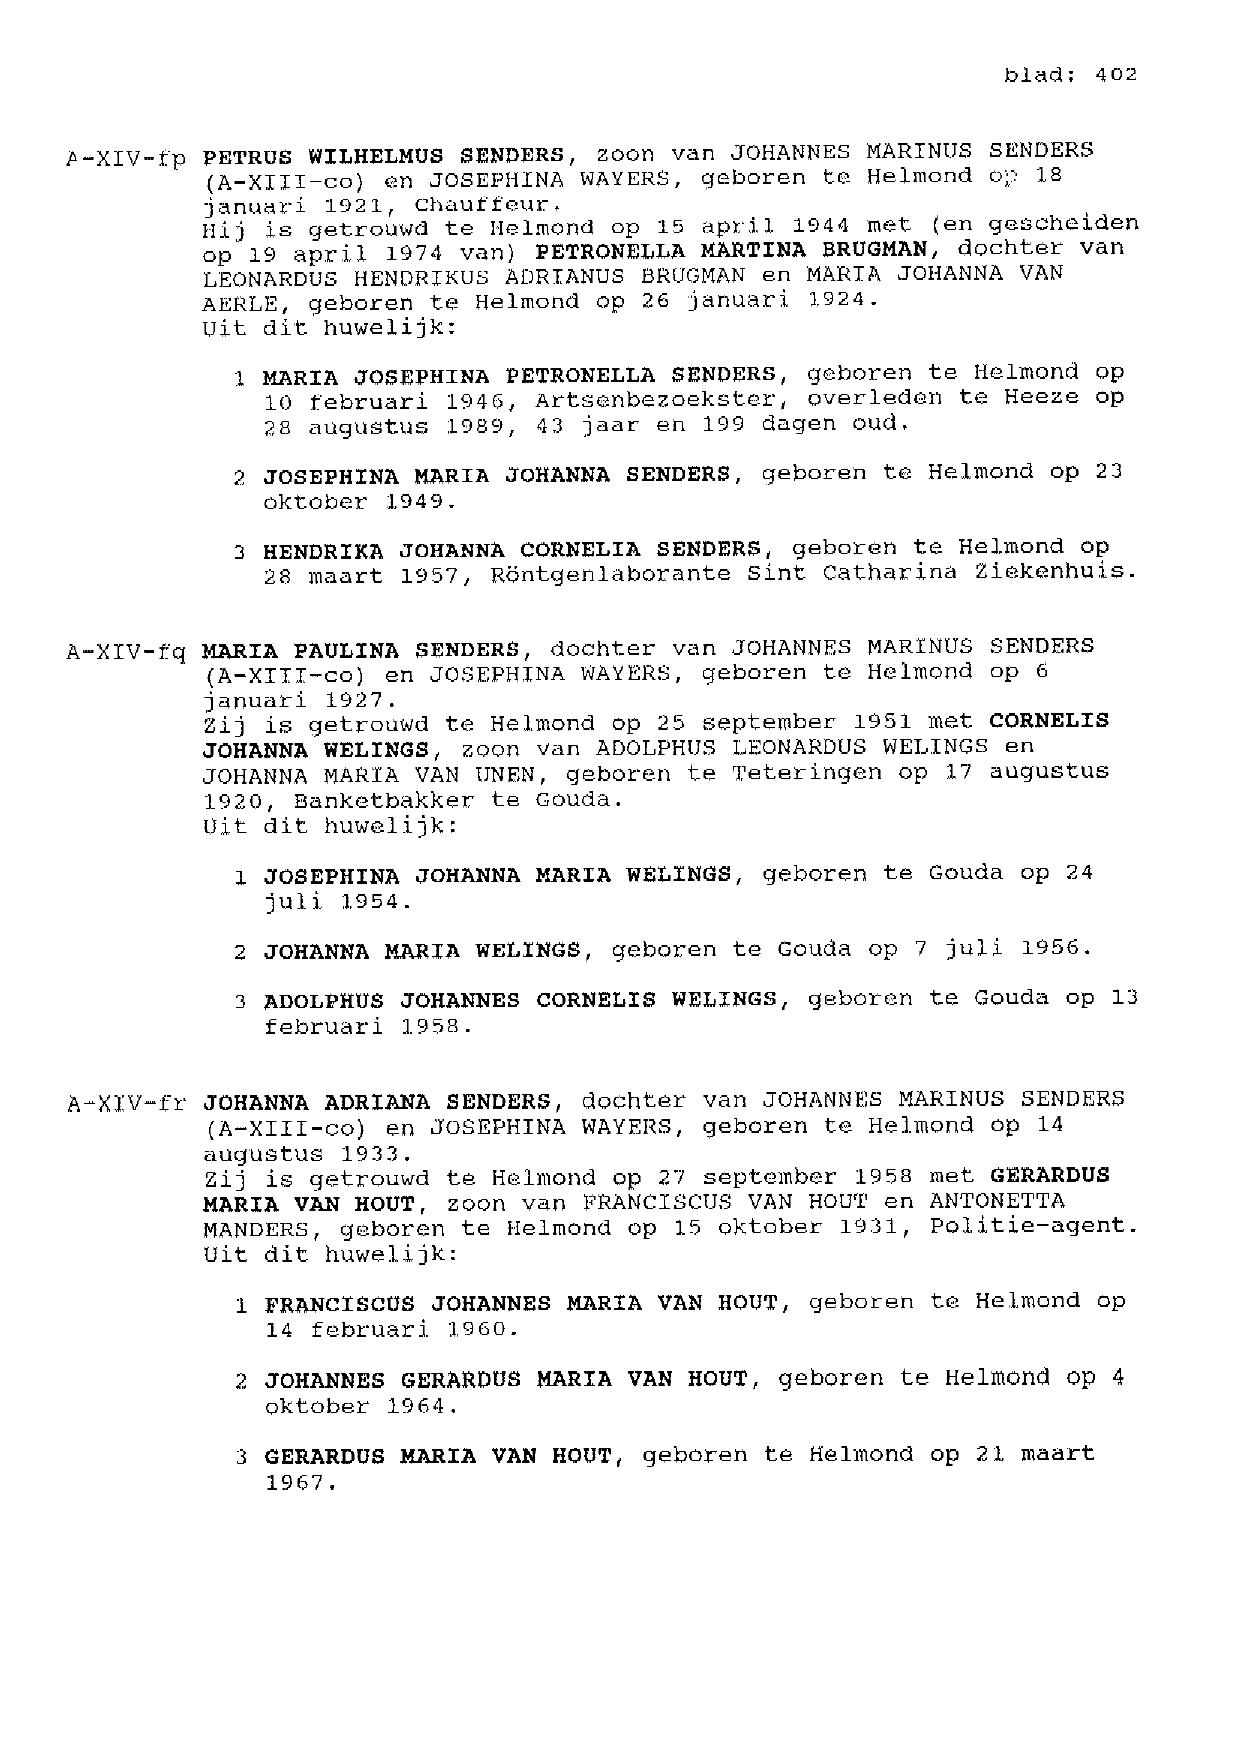 blad: 402
A-XIV-fp PETRUS WILHELMUS SENDERS, zoon van JOHANNES MARINUS SENDERS
(A-XIII-co) en JOSEPHINA WAYERS, geboren te Helmond op 18
januari 1921, Chauffeur.
Hij is getrouwd te Helmond op 15 april 1944 met (en gescheiden
op 19 april 1974 van) PETRONELLA MARTINA BRUGMAN, dochter van
LEONARDUS HENDRIKUS ADRIANUS BRUGMAN en MARIA JOHANNA VAN
AERLE, geboren te Helmond op 26 januari 1924.
Uit dit huwelijk:
1 MARIA JOSEPHINA PETRONELLA SENDERS, geboren te Helmond op
10 februari 1946, Artsenbezoekster, overleden te Heeze op
28 augustus 1989, 43 jaar en 199 dagen oud.
2 JOSEPHINA MARIA JOHANNA SENDERS, geboren te Helmond op 23
oktober 1949.
3 HENDRIKA JOHANNA CORNELIA SENDERS, geboren te Helmond op
28 maart 1957, Röntgenlaborante Sint Catharina Ziekenhuis.
A-XIV-fq MARIA PAULINA SENDERS, dochter van JOHANNES MARINUS SENDERS
(A-XIII-co) en JOSEPHINA WAYERS, geboren te Helmond op 6
januari 1927.
Zij is getrouwd te Helmond op 25 september 1951 met CORNELIS
JOHANNA WELINGS, zoon van ADOLPHUS LEONARDUS WELINGS en
JOHANNA MARIA VAN UNEN, geboren te Teteringen op 17 augustus
1920, Banketbakker te Gouda.
Uit dit huwelijk:
1 JOSEPHINA JOHANNA MARIA WELINGS, geboren te Gouda op 24
juli 1954.
2 JOHANNA MARIA WELINGS, geboren te Gouda op 7 juli 1956.
3 ADOLPHUS JOHANNES CORNELIS WELINGS, geboren te Gouda op 13
februari 1958.
A-XIV-fr JOHANNA ADRIANA SENDERS, dochter van JOHANNES MARINUS SENDERS
(A-XIII-co) en JOSEPHINA WAYERS, geboren te Helmond op 14
augustus 1933.
Zij is getrouwd te Helmond op 27 september 1958 met GERARDUS
MARIA VAN HOUT, zoon van FRANCISCUS VAN HOUT en ANTONETTA
MANDERS, geboren te Helmond op 15 oktober 1931, Politie-agent.
Uit dit huwelijk:
1 FRANCISCUS JOHANNES MARIA VAN HOUT, geboren te Helmond op
14 februari 1960.
2 JOHANNES GERARDUS MARIA VAN HOUT, geboren te Helmond op 4
oktober 1964.
3 GERARDUS MARIA VAN HOUT, geboren te Helmond op 21 maart
1967.